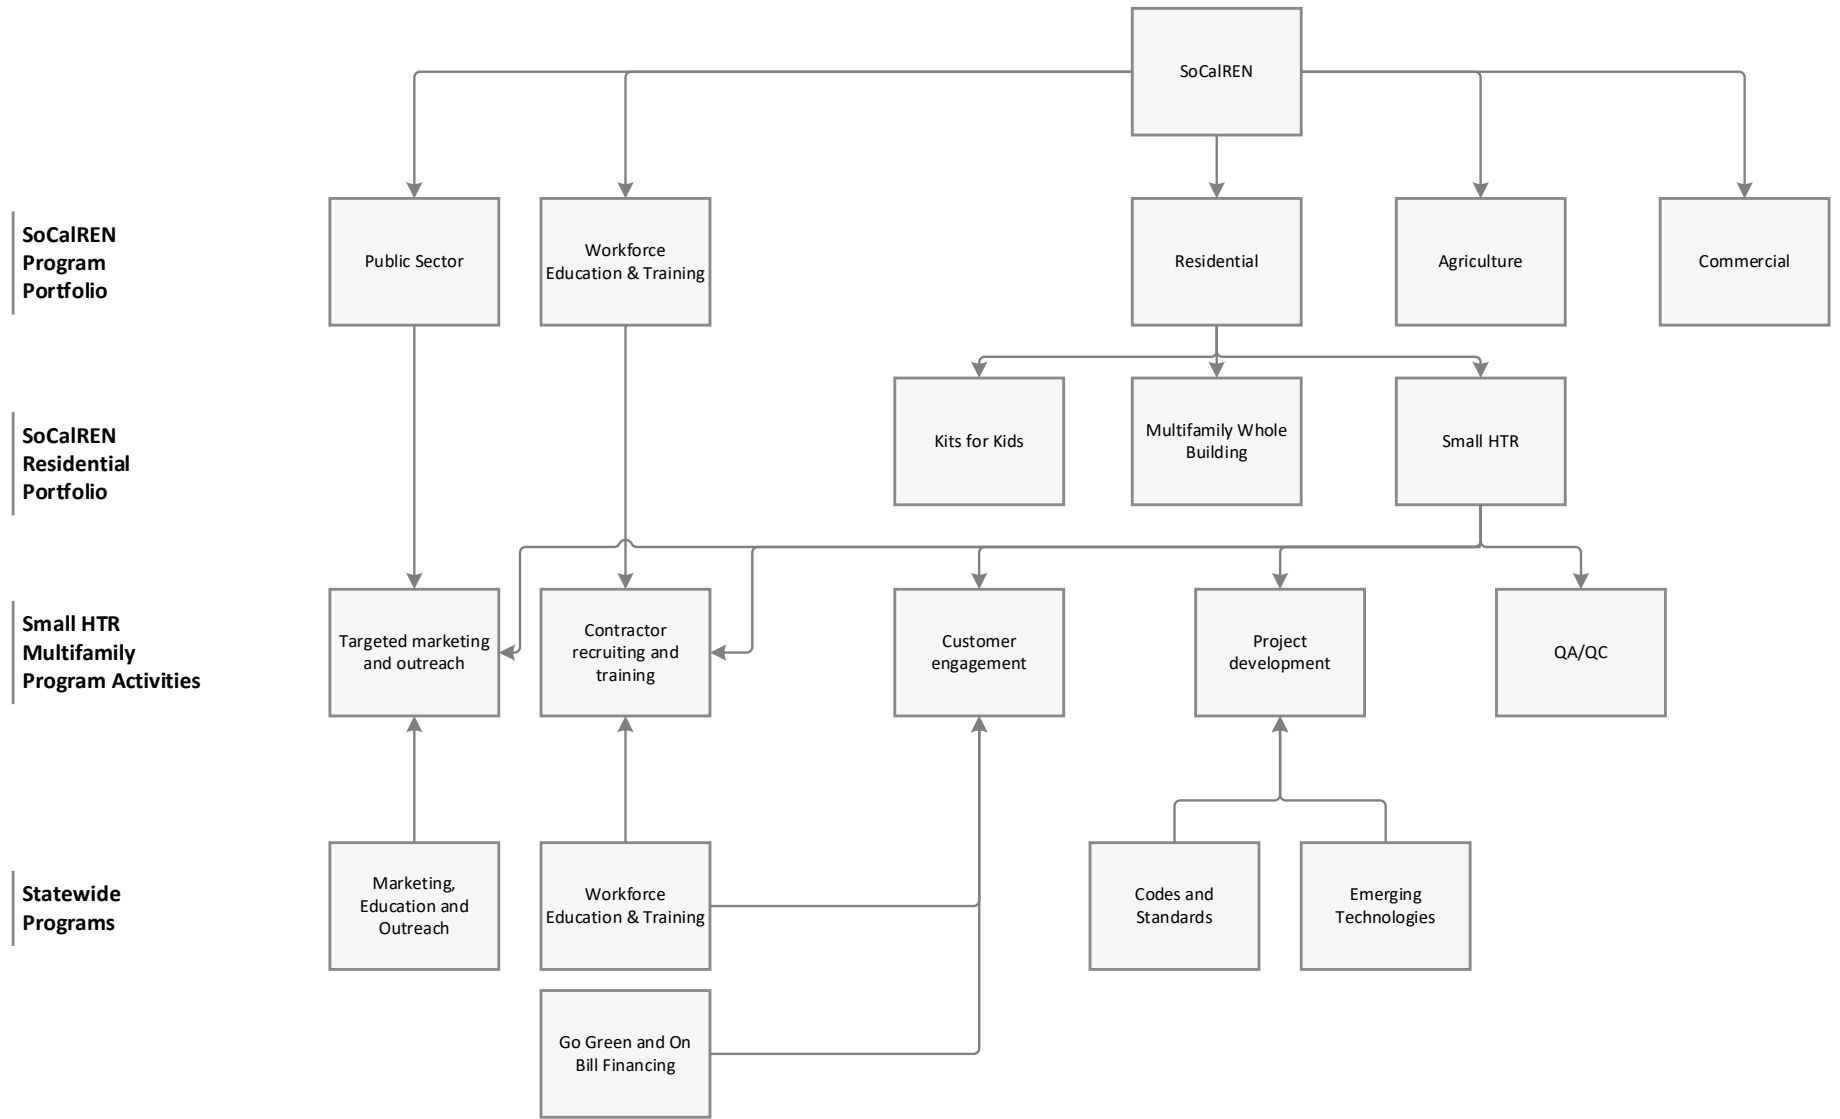 SoCalREN
SoCalREN
Program
Portfolio
Public Sector
Workforce
Education & Training
Residential
Agriculture
Commercial
SoCalREN
Residential
Portfolio
Kits for Kids
Multifamily Whole
Building
Small HTR
Small HTR
Multifamily
Program Activities
Targeted marketing
and outreach
Contractor
recruiting and
training
Customer
engagement
Project
development
QA/QC
Statewide
Programs
Marketing,
Education and
Outreach
Workforce
Education & Training
Codes and
Standards
Emerging
Technologies
Go Green and On
Bill Financing